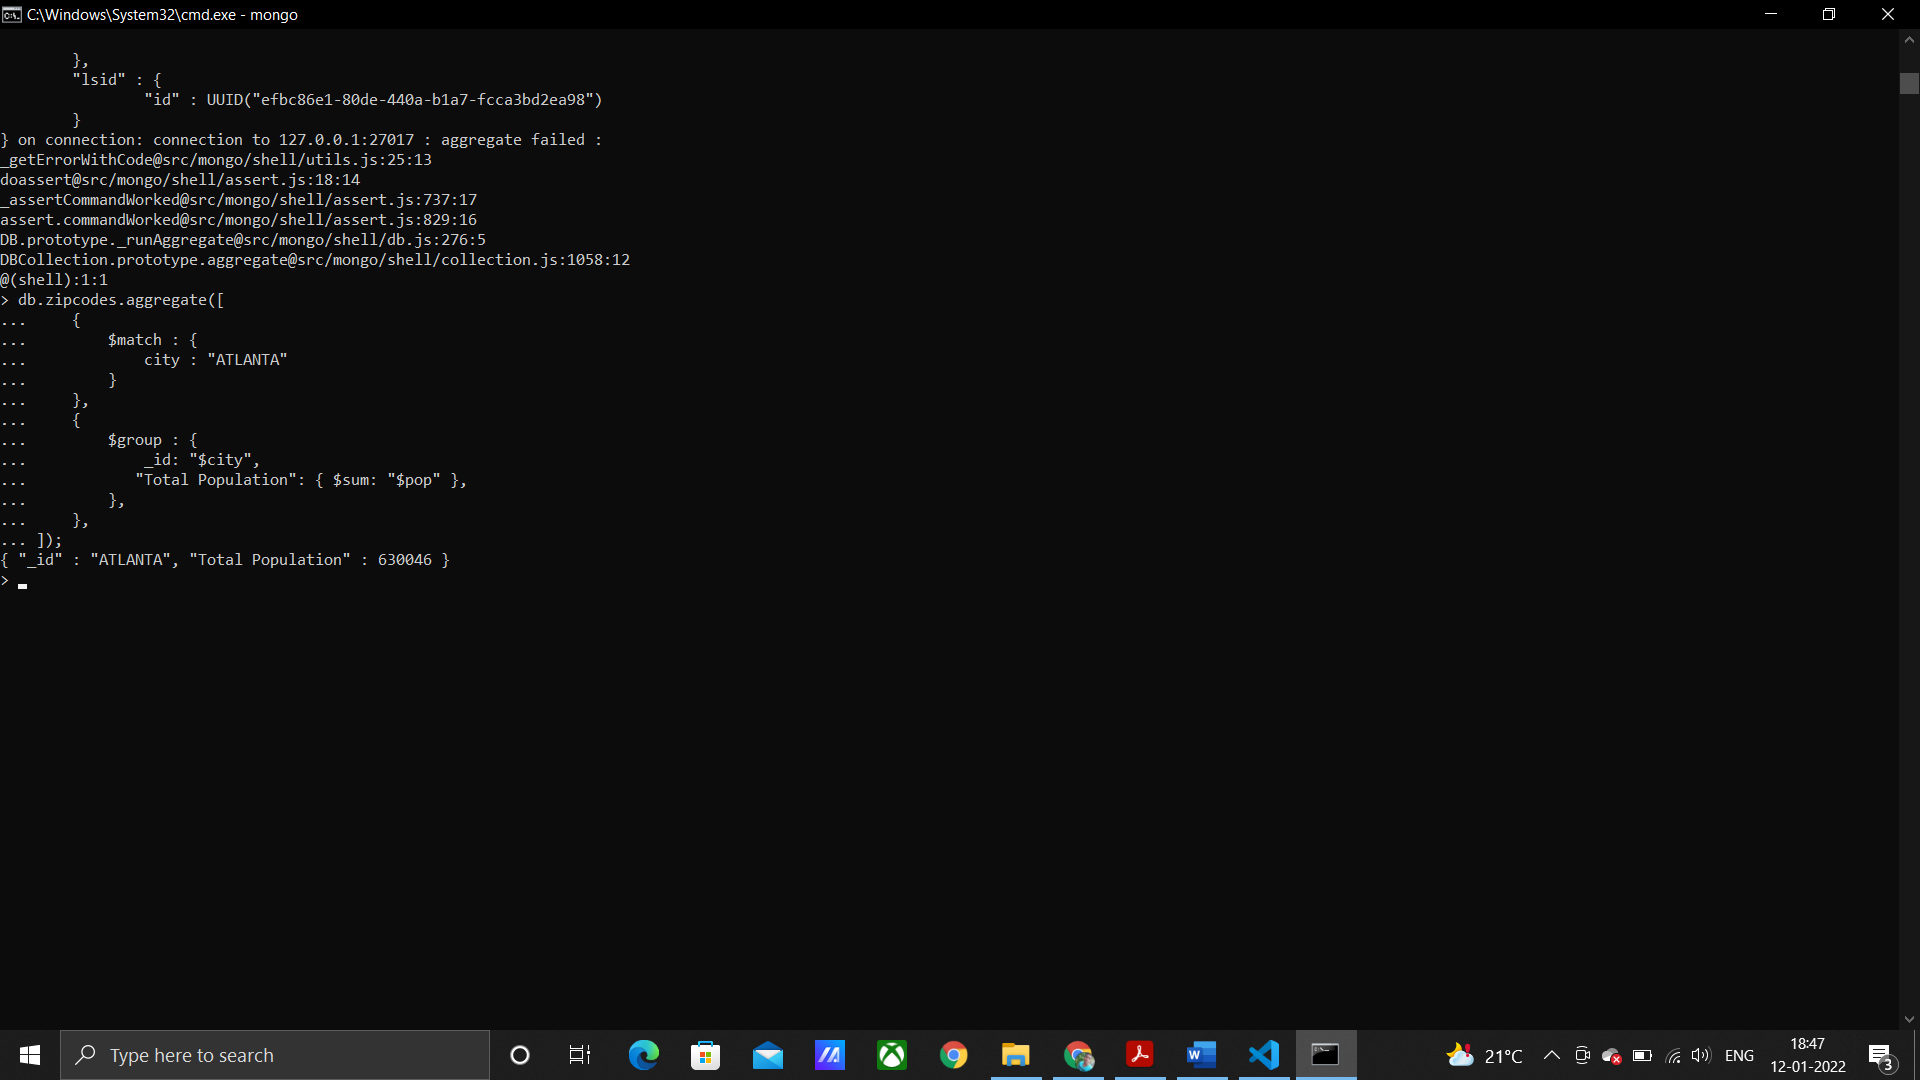 C:\Windows\System32\cmd.exe - mongo
        },
        "lsid" : {
                "id" : UUID("efbc86e1-80de-440a-b1a7-fcca3bd2ea98")
        }
} on connection: connection to 127.0.0.1:27017 : aggregate failed :
_getErrorWithCode@src/mongo/shell/utils.js:25:13
doassert@src/mongo/shell/assert.js:18:14
_assertCommandWorked@src/mongo/shell/assert.js:737:17
assert.commandWorked@src/mongo/shell/assert.js:829:16
DB.prototype._runAggregate@src/mongo/shell/db.js:276:5
DBCollection.prototype.aggregate@src/mongo/shell/collection.js:1058:12
@(shell):1:1
> db.zipcodes.aggregate([
...     {
...         $match : {
...             city : "ATLANTA"
...         }
...     },
...     {
...         $group : {
...             _id: "$city",
...            "Total Population": { $sum: "$pop" },
...         },
...     },
... ]);
{ "_id" : "ATLANTA", "Total Population" : 630046 }
>
Type here to search
21°C
ENG
18:47
12-01-2022
3